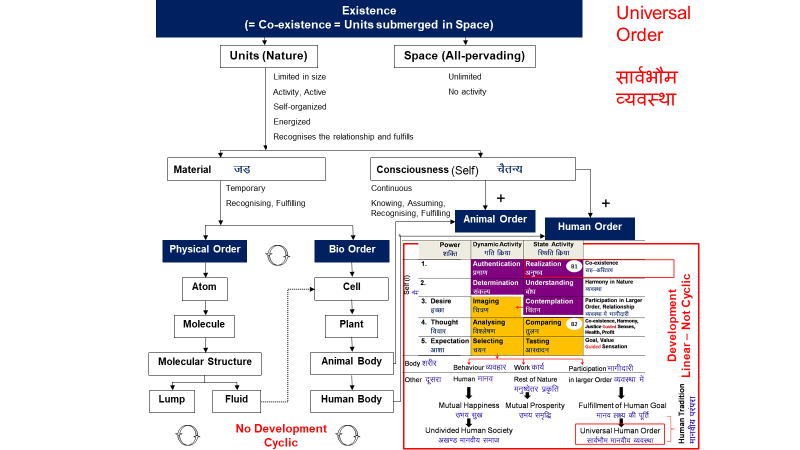 Existence
(= Co-existence = Units submerged in Space)
Universal
Order
सार्वभौम
व्यवस्था
Units (Nature)
Space (All-pervading)
Limited in size
Activity, Active
Self-organized
Energized
Recognises the relationship and fulfills
Unlimited
No activity
Material जड़
Consciousness (Self) चैतन्य
Temporary
Recognising, Fulfilling
Continuous
Knowing, Assuming,
Recognising, Fulfilling
+
+
Animal Order
Human Order
Physical Order
Bio Order
Atom
Molecule
Molecular Structure
Lump
Fluid
Cell
Plant
Animal Body
Human Body
No Development
Cyclic
Power
शक्ति
Dynamic Activity
गति क्रिया
State Activity
स्थिति क्रिया
Self (I)
1.
Authentication
प्रमाण
Realization
अनुभव
B1
Co-existence
सह-अस्तित्व
2.
Determination
संकल्प
Understanding
बोध
Harmony in Nature
व्यवस्था
3. Desire
इच्छा
Imaging
चित्रण
Contemplation
चिंतन
Participation in Larger
Order, Relationship
व्यवस्था में भागीदारी
4. Thought
विचार
Analysing
विश्लेषण
Comparing
तुलन
B2
Co-existence, Harmony,
Justice Guided Senses,
Health, Profit
5. Expectation
आशा
Selecting
चयन
Tasting
आस्वादन
Goal, Value
Guided Sensation
Body शरीर
Behaviour व्यवहार
Work कार्य
Participation भागीदारी
Other दूसरा
Human मानव
Rest of Nature
मनुष्येतर प्रकृति
in larger Order व्यवस्था में
Mutual Happiness
उभय सुख
Mutual Prosperity
उभय समृद्धि
Fulfillment of Human Goal
मानव लक्ष्य की पूर्ति
Undivided Human Society
अखण्ड मानवीय समाज
Universal Human Order
सार्वभौम मानवीय व्यवस्था
Development
Linear – Not Cyclic
Human Tradition
मानवीय परंपरा